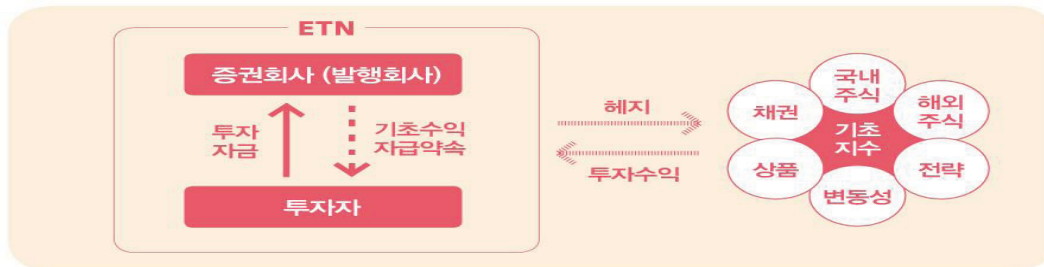 ETN
증권회사 (발행회사)
투자
자금
기초수익
자급약속
투자자
헤지
투자수익
국내
주식
채권
해외
주식
기초
지수
상품
전략
변동성